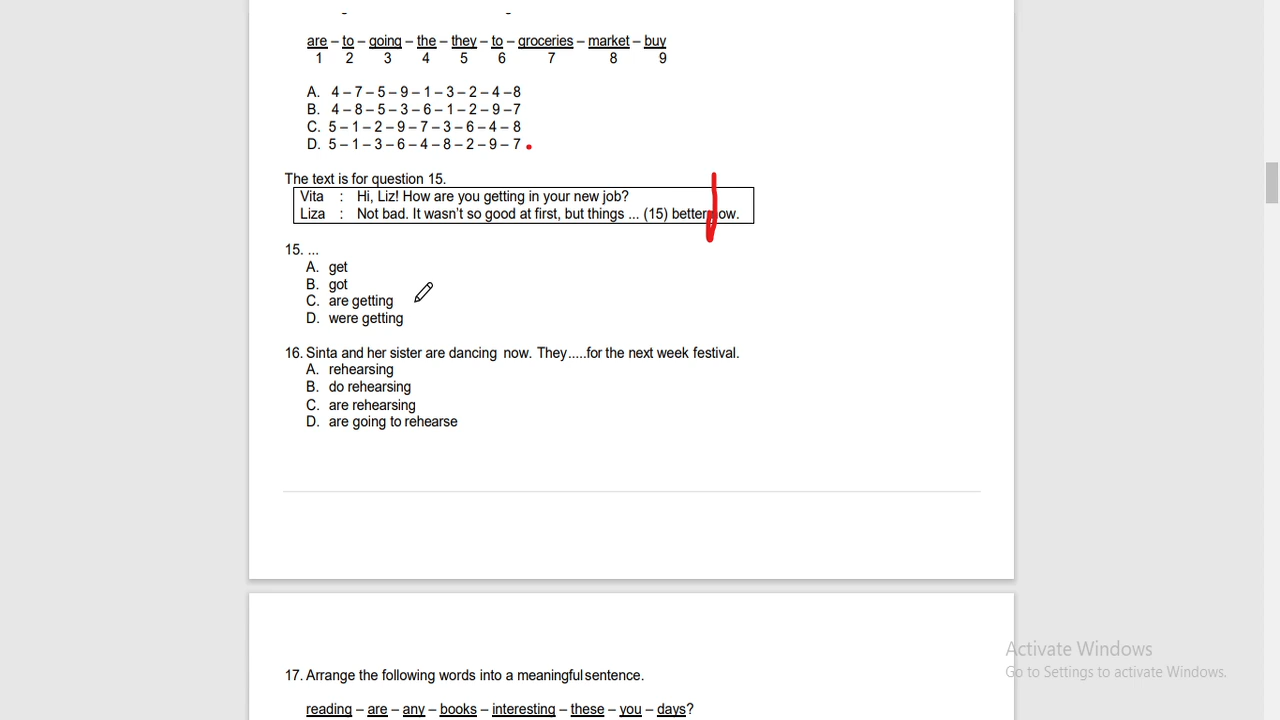 are – to – going – the – they – to – groceries – market – buy
1 2 3 4 5 6 7 8 9
A. 4 – 7 – 5 – 9 – 1 – 3 – 2 – 4 –8
B. 4 – 8 – 5 – 3 – 6 – 1 – 2 – 9 –7
C. 5 – 1 – 2 – 9 – 7 – 3 – 6 – 4 – 8
D. 5 – 1 – 3 – 6 – 4 – 8 – 2 – 9 – 7
The text is for question 15.
Vita : Hi, Liz! How are you getting in your new job?
Liza : Not bad. It wasn't so good at first, but things ... (15) better now.
15. ...
A. get
B. got
C. are getting
D. were getting
16. Sinta and her sister are dancing now. They.....for the next week festival.
A. rehearsing
B. do rehearsing
C. are rehearsing
D. are going to rehearse
17. Arrange the following words into a meaningful sentence.
reading – are – any – books – interesting – these – you – days?
Activate Windows
Go to Settings to activate Windows.